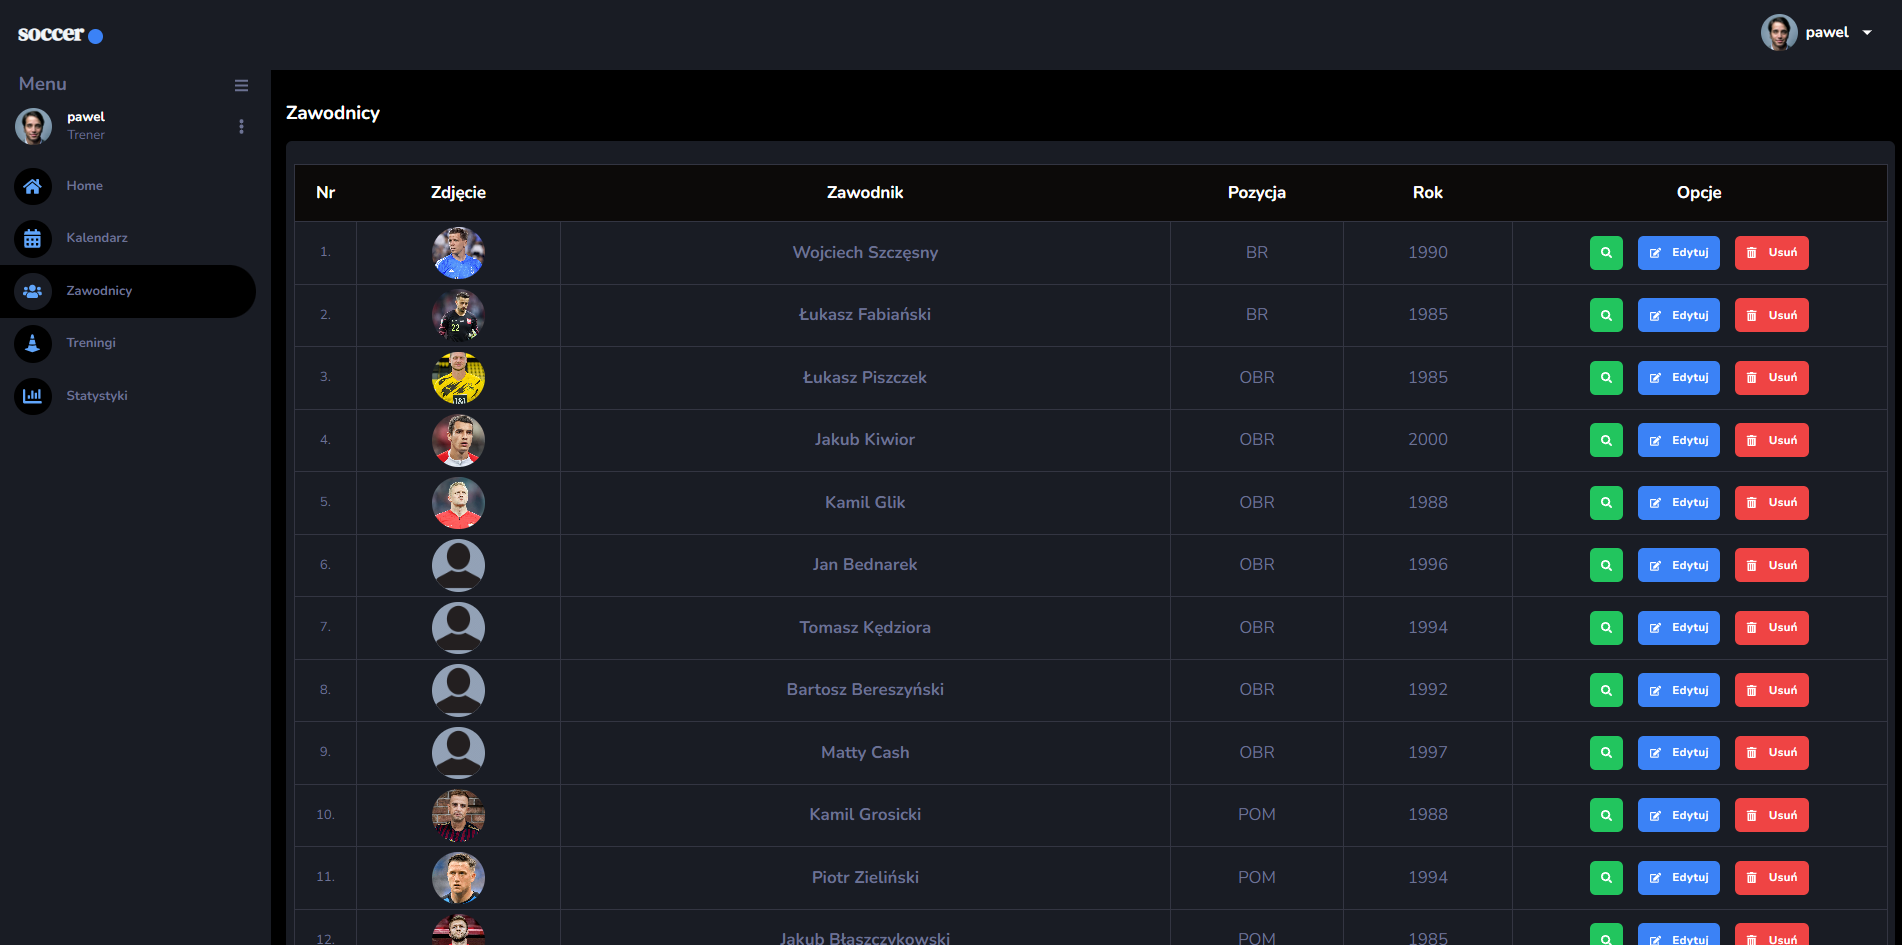 soccer
pawel
Menu
pawel
Trener
Home
Kalendarz
Zawodnicy
Treningi
Statystyki
Zawodnicy
Nr Zdjęcie Zawodnik Pozycja Rok Opcje
1. Wojciech Szczęsny BR 1990 Edytuj Usuń
2. 22 Łukasz Fabiański BR 1985 Edytuj Usuń
3. 1&1 Łukasz Piszczek OBR 1985 Edytuj Usuń
4. Jakub Kiwior OBR 2000 Edytuj Usuń
5. Kamil Glik OBR 1988 Edytuj Usuń
6. Jan Bednarek OBR 1996 Edytuj Usuń
7. Tomasz Kędziora OBR 1994 Edytuj Usuń
8. Bartosz Bereszyński OBR 1992 Edytuj Usuń
9. Matty Cash OBR 1997 Edytuj Usuń
10. Kamil Grosicki POM 1988 Edytuj Usuń
11. Piotr Zieliński POM 1994 Edytuj Usuń
12. Jakub Błaszczykowski POM 1985 Edytuj Usuń